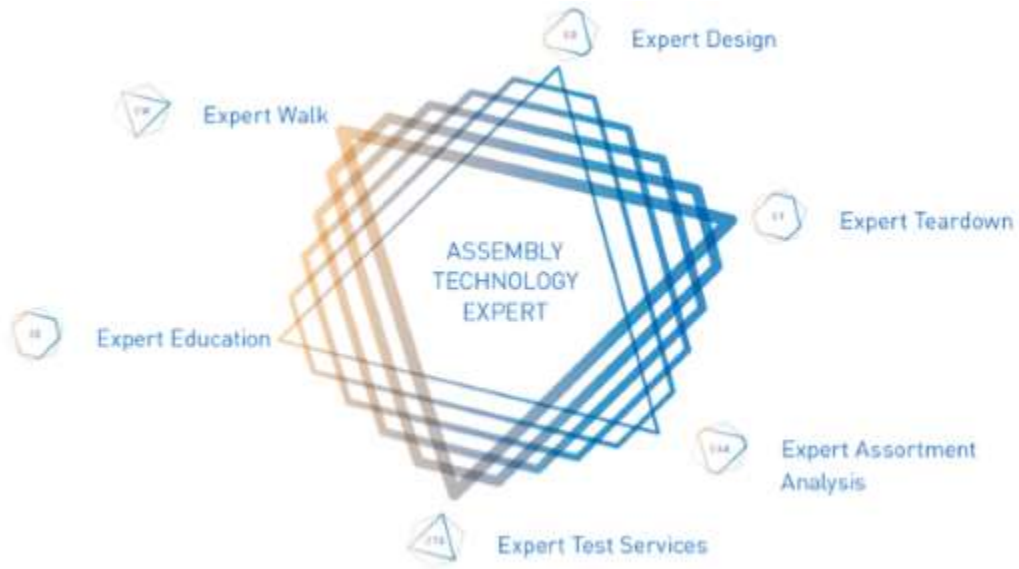 Expert Design
Expert Walk
Expert Teardown
ASSEMBLY
TECHNOLOGY
EXPERT
Expert Education
Expert Assortment
Analysis
Expert Test Services